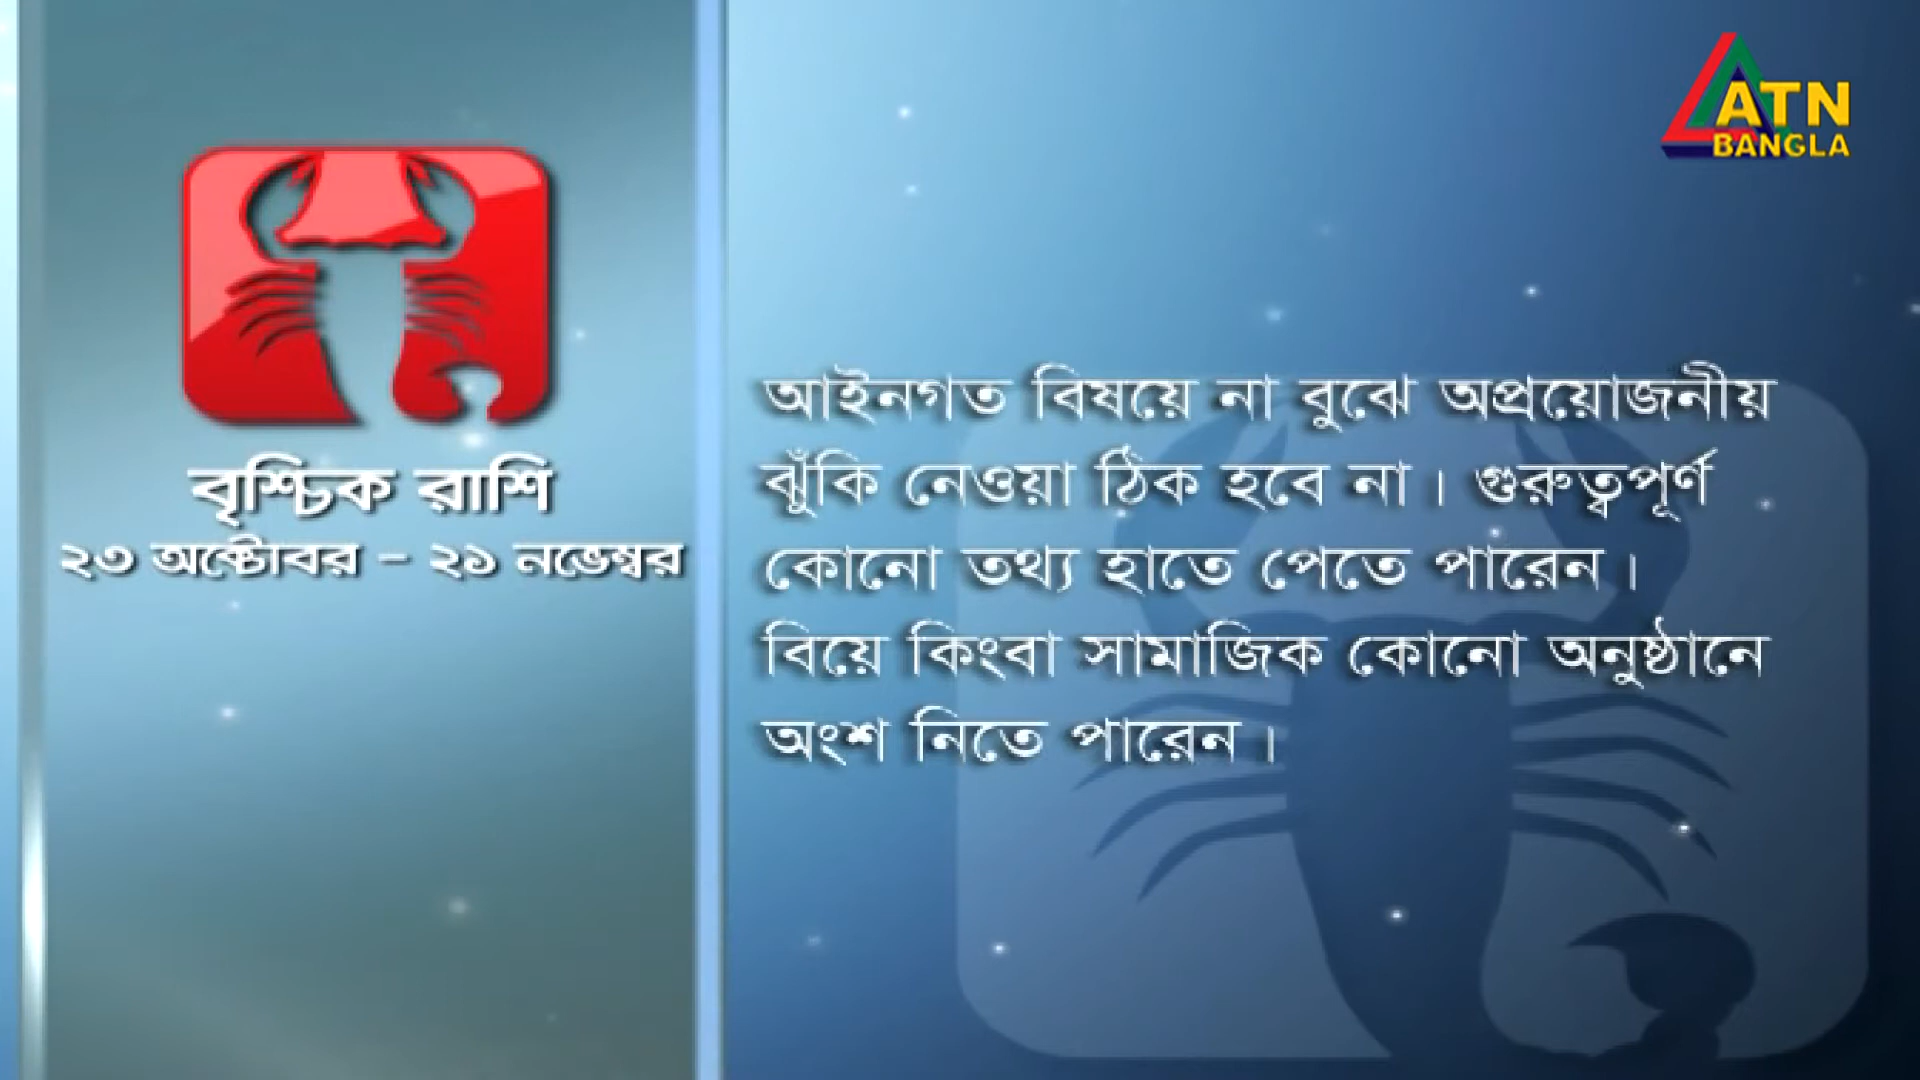 ATN
BANGLA
বৃশ্চিক রাশি
২৩ অক্টোবর - ২১ নভেম্বর
আইনগত বিষয়ে না বুঝে অপ্রয়োজনীয়
ঝুঁকি নেওয়া ঠিক হবে না। গুরুত্বপূর্ণ
কোনো তথ্য হাতে পেতে পারেন।
বিয়ে কিংবা সামাজিক কোনো অনুষ্ঠানে
অংশ নিতে পারেন।